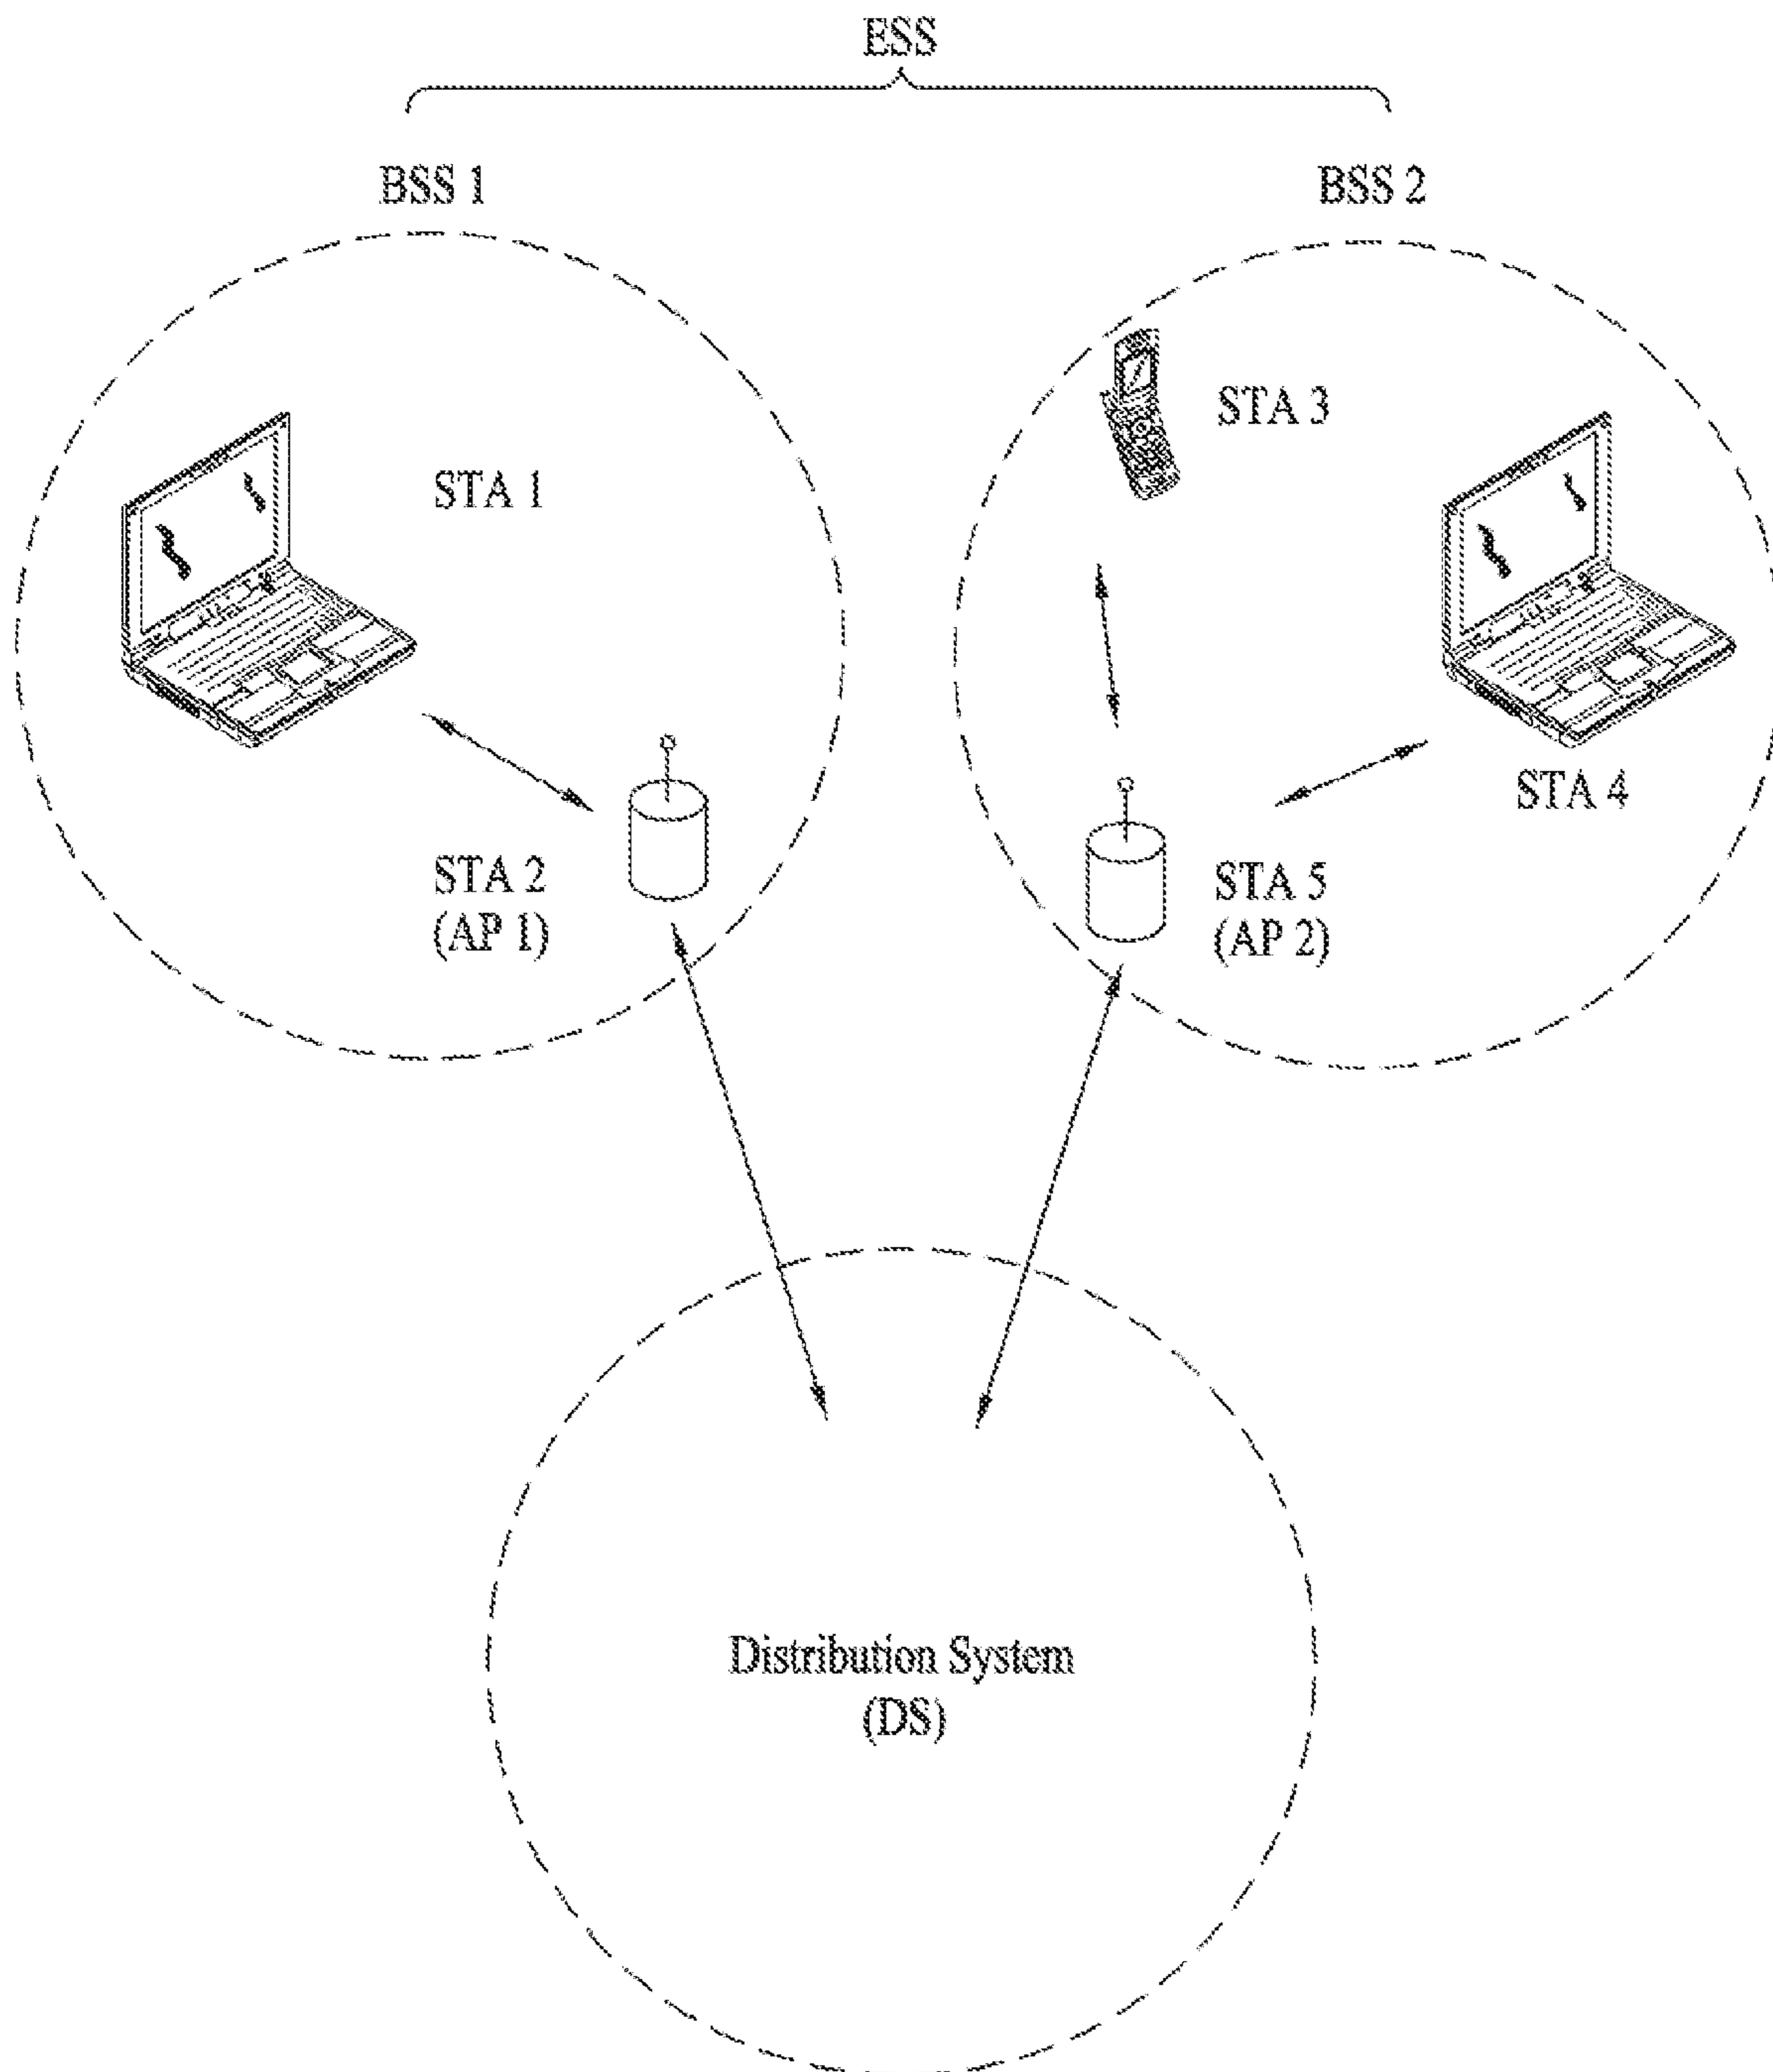 ESS
BSS 1
BSS 2
STA 1
STA 3
STA 4
STA 2
(AP 1)
STA 5
(AP 2)
Distribution System
(DS)